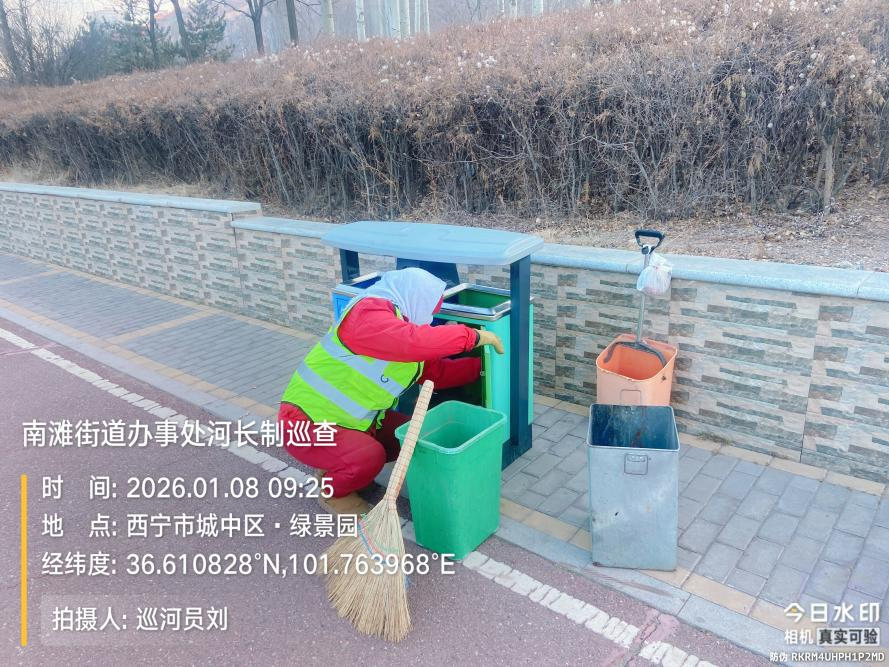 南滩街道办事处河长制巡查
时 间: 2026.01.08 09:25
地 点: 西宁市城中区·绿景园
经纬度: 36.610828°N,101.763968°E
拍摄人: 巡河员刘
今日水印
相机 真实可验
防伪 RKRM4UHPH1P2MD